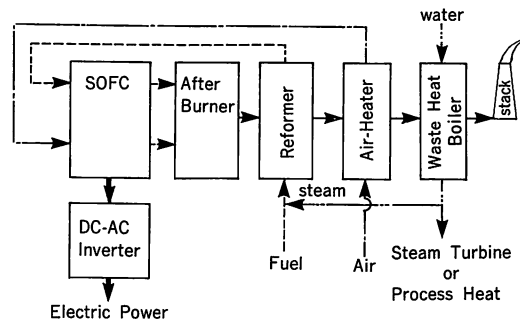 water
SOFC
After
Burner
Reformer
Air-Heater
Waste Heat
Boiler
stack
steam
DC-AC
Inverter
Fuel
Air
Steam Turbine
or
Process Heat
Electric Power